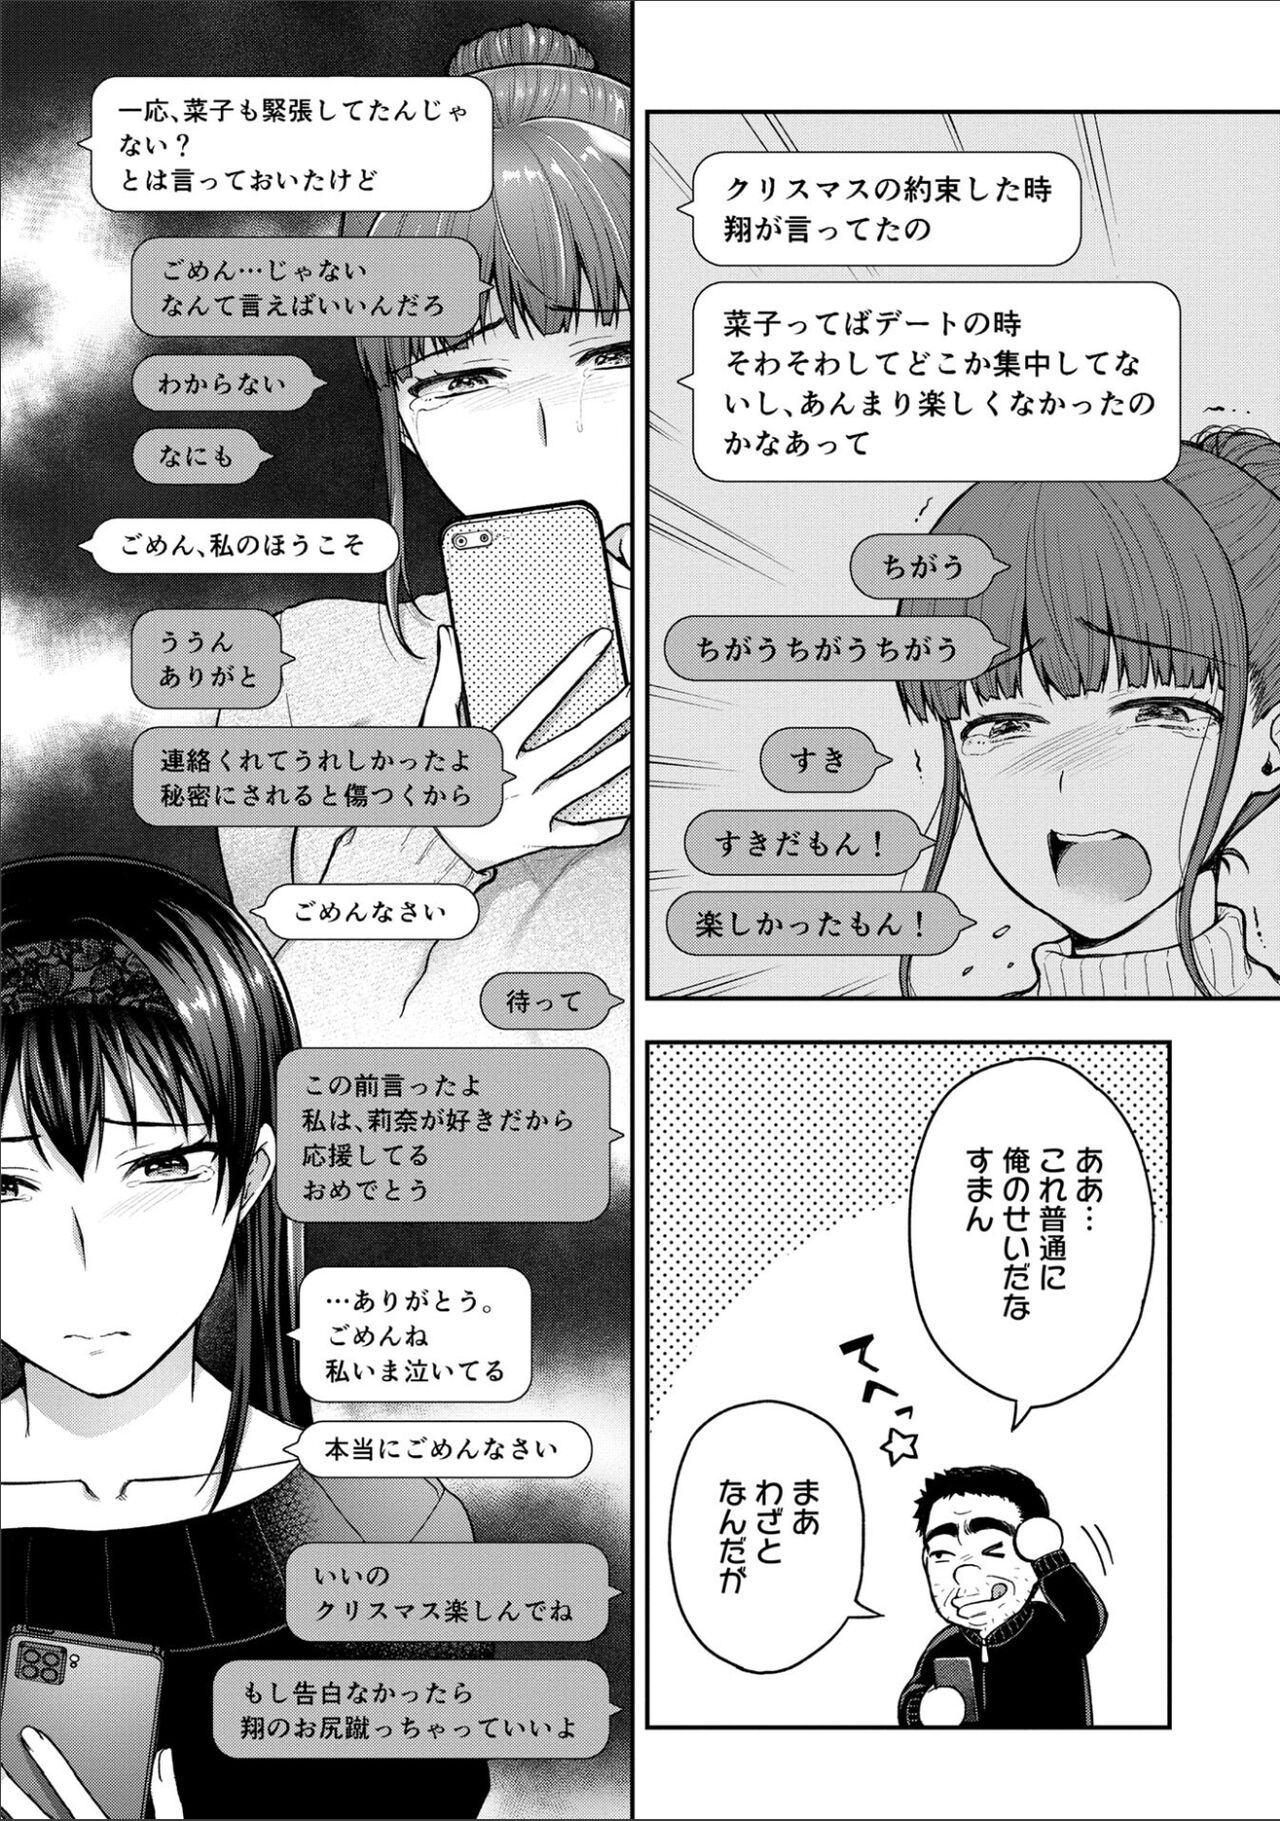 クリスマスの約束した時
翔が言ってたの
菜子ってばデートの時
そわそわしてどこか集中してな
いし、あんまり楽しくなかったの
かなあって
ちがう
ちがうちがうちがう
すき
すきだもん！
楽しかったもん！
ああ…
これ普通に
俺のせいだな
すまん
てへっ☆
まあ
わざと
なんだが
一応、菜子も緊張してたんじゃ
ない？
とは言っておいたけど
ごめん…じゃない
なんて言えばいいんだろ
わからない
なにも
ごめん、私のほうこそ
ううん
ありがと
連絡くれてうれしかったよ
秘密にされると傷つくから
ごめんなさい
待って
この前言ったよ
私は、莉奈が好きだから
応援してる
おめでとう
…ありがとう。
ごめんね
私いま泣いてる
本当にごめんなさい
いいの
クリスマス楽しんでね
もし告白なかったら
翔のお尻蹴っちゃっていいよ